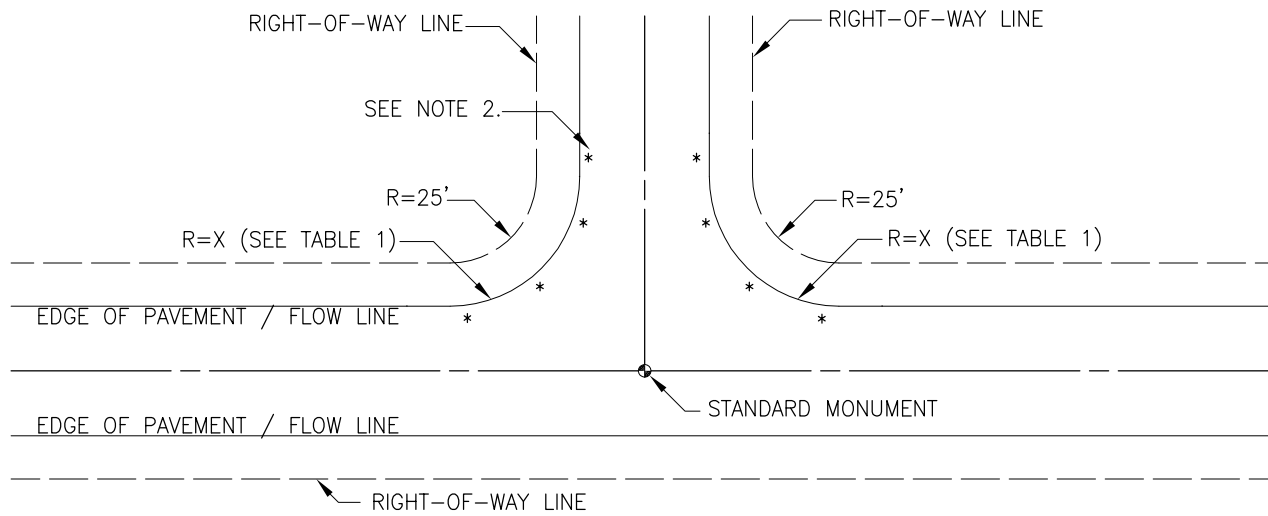 RIGHT-OF-WAY LINE
RIGHT-OF-WAY LINE
SEE NOTE 2.
*
*
R=25'
R=25'
*
*
R=X (SEE TABLE 1)
R=X (SEE TABLE 1)
*
*
EDGE OF PAVEMENT / FLOW LINE
*
*
STANDARD MONUMENT
EDGE OF PAVEMENT / FLOW LINE
RIGHT-OF-WAY LINE